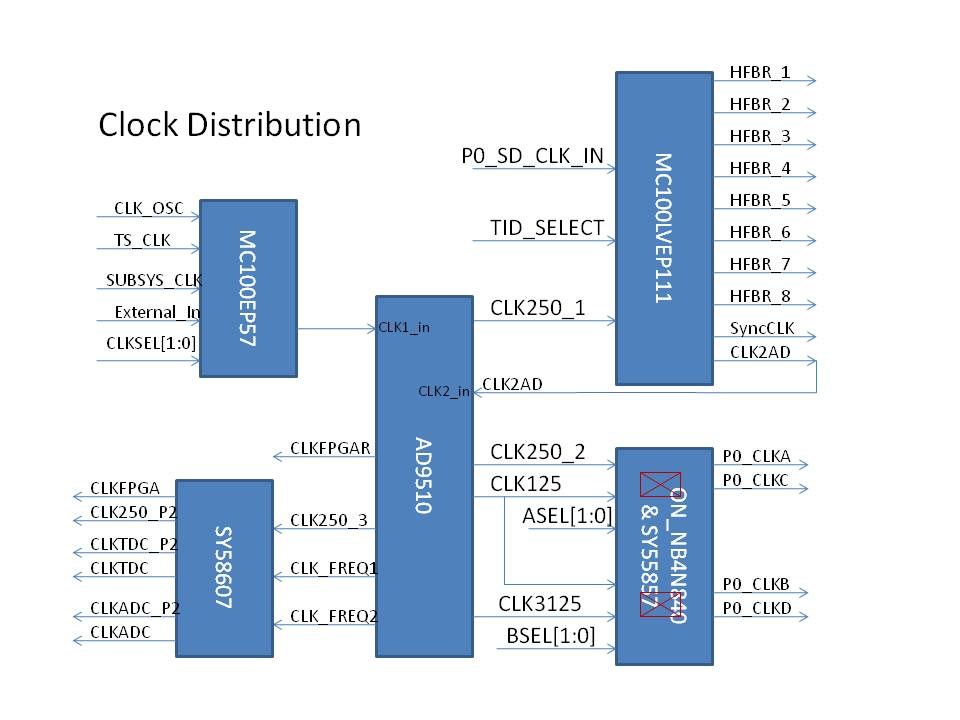 Clock Distribution
CLK_OSC
TS_CLK
SUBSYS_CLK
External_In
CLKSEL[1:0]
MC100EP57
CLK1_in
CLK2_in
AD9510
P0_SD_CLK_IN
TID_SELECT
CLK250_1
CLK2AD
MC100LVEP111
HFBR_1
HFBR_2
HFBR_3
HFBR_4
HFBR_5
HFBR_6
HFBR_7
HFBR_8
SyncCLK
CLK2AD
CLKFPGAR
CLK250_3
CLK_FREQ1
CLK_FREQ2
SY58607
CLKFPGA
CLK250_P2
CLKTDC_P2
CLKTDC
CLKADC_P2
CLKADC
CLK250_2
CLK125
ASEL[1:0]
CLK3125
BSEL[1:0]
ON_NB4N840
& SY55857
P0_CLKA
P0_CLKC
P0_CLKB
P0_CLKD